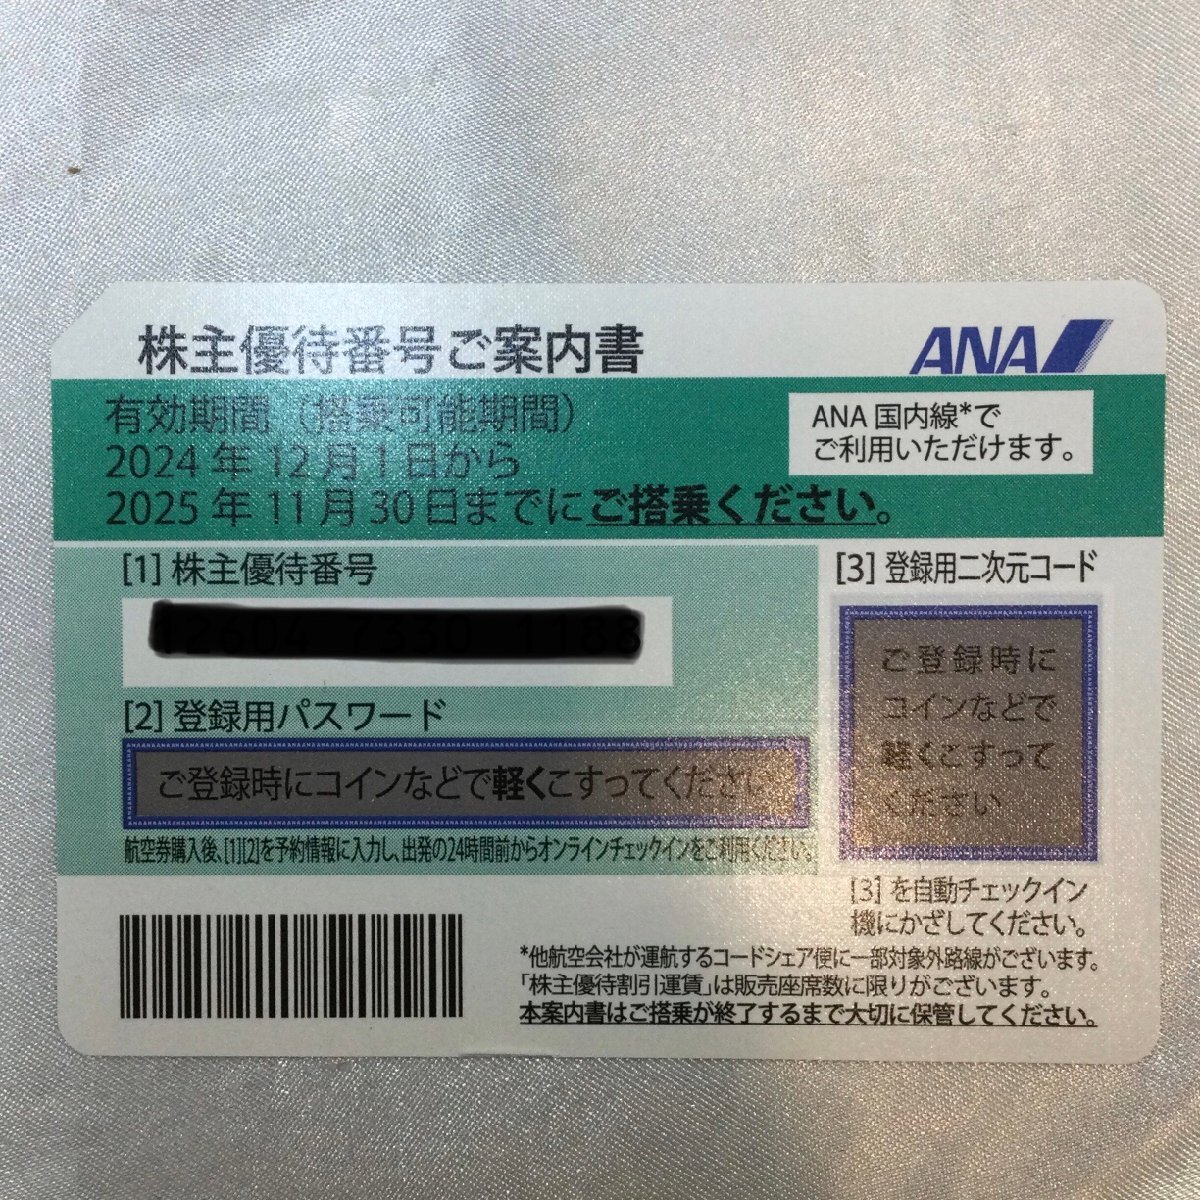 株主優待番号ご案内書
ANA
有効期間（搭乗可能期間）
2024年12月1日から
2025年11月30日までにご搭乗ください。
ANA国内線*で
ご利用いただけます。
[1] 株主優待番号
[2] 登録用パスワード
ご登録時にコインなどで軽くこすってください
航空券購入後、[1][2]を予約情報に入力し、出発の24時間前からオンラインチェックインをご利用ください。
[3] 登録用二次元コード
ご登録時に
コインなどで
軽くこすって
ください
[3]を自動チェックイン
機にかざしてください。
*他航空会社が運航するコードシェア便に一部対象外路線がございます。
「株主優待割引運賃」は販売座席数に限りがございます。
本案内書はご搭乗が終了するまで大切に保管してください。